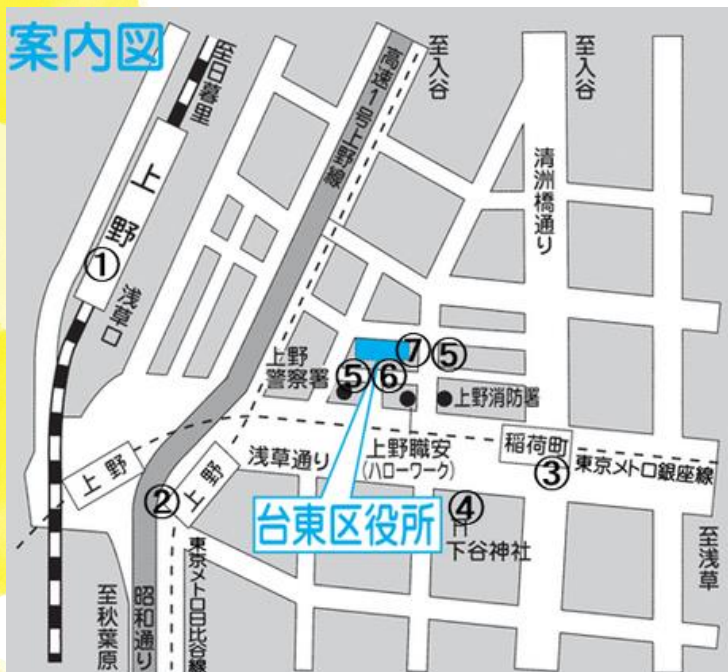 案内図
至日暮里
上野
①
浅草口
高速1号上野線
至入谷
至入谷
清洲橋通り
上野
警察署
⑤
⑥
⑦
⑤
上野消防署
上野
②
上野
浅草通り
上野職安
(ハローワーク)
稲荷町
③
東京メトロ銀座線
台東区役所
④
下谷神社
至浅草
至秋葉原
昭和通り
東京メトロ日比谷線